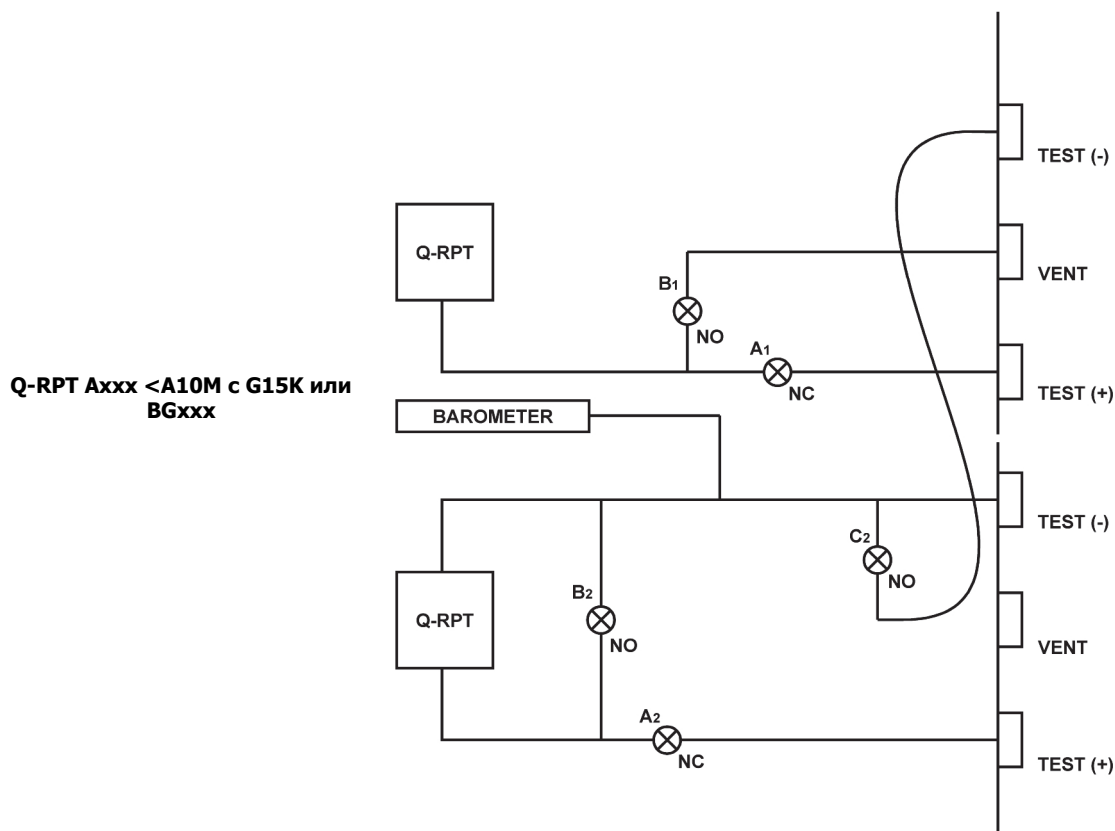 TEST (-)
Q-RPT
VENT
B1
NO
A1
NC
TEST (+)
Q-RPT Axxx <A10M с G15K или
BGxxx
BAROMETER
TEST (-)
C2
NO
Q-RPT
B2
NO
VENT
A2
NC
TEST (+)